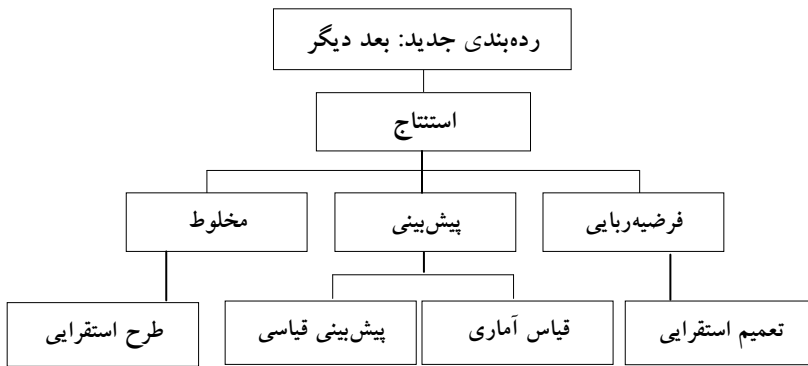 رده‌بندی جدید: بعد دیگر
استنتاج
فرضیه‌ربایی
پیش‌بینی
مخلوط
تعمیم استقرایی
قیاس آماری
پیش‌بینی قیاسی
طرح استقرایی